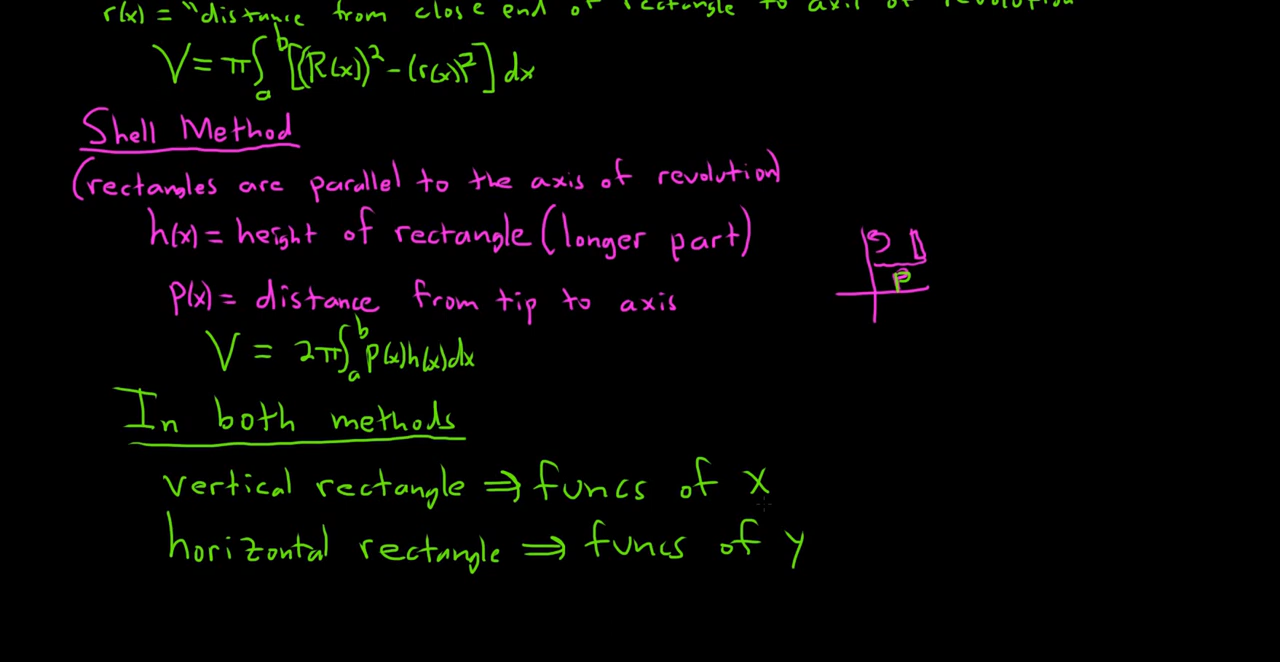 r(x) = "distance from close end of rectangle to axis of revolution
V = π∫ₐᵇ [(R(x))² - (r(x))²] dx
Shell Method
(rectangles are parallel to the axis of revolution)
h(x) = height of rectangle (longer part)
P(x) = distance from tip to axis
P
V = 2π∫ₐᵇ P(x)h(x)dx
In both methods
vertical rectangle ⇒ funcs of x
horizontal rectangle ⇒ funcs of y